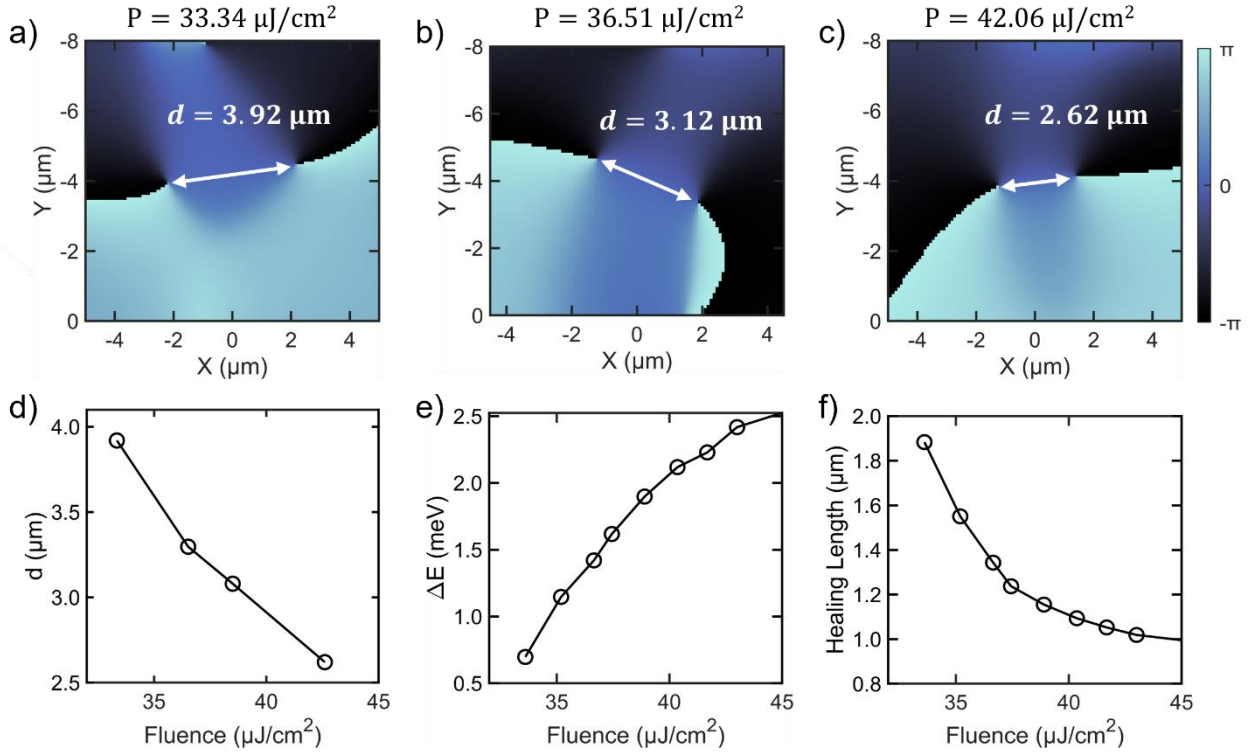 P = 33.34 μJ/cm²
P = 36.51 μJ/cm²
P = 42.06 μJ/cm²
a)
b)
c)
-8
-6
-4
-2
0
Y (μm)
d = 3.92 μm
-4
-2
0
2
4
X (μm)
-8
-6
-4
-2
0
Y (μm)
d = 3.12 μm
-4
-2
0
2
4
X (μm)
-8
-6
-4
-2
0
Y (μm)
d = 2.62 μm
-4
-2
0
2
4
X (μm)
π
0
-π
d)
4.0
3.5
3.0
2.5
d (μm)
35
40
45
Fluence (μJ/cm²)
e)
2.5
2.0
1.5
1.0
0.5
ΔE (meV)
35
40
45
Fluence (μJ/cm²)
f)
2.0
1.8
1.6
1.4
1.2
1.0
0.8
Healing Length (μm)
35
40
45
Fluence (μJ/cm²)